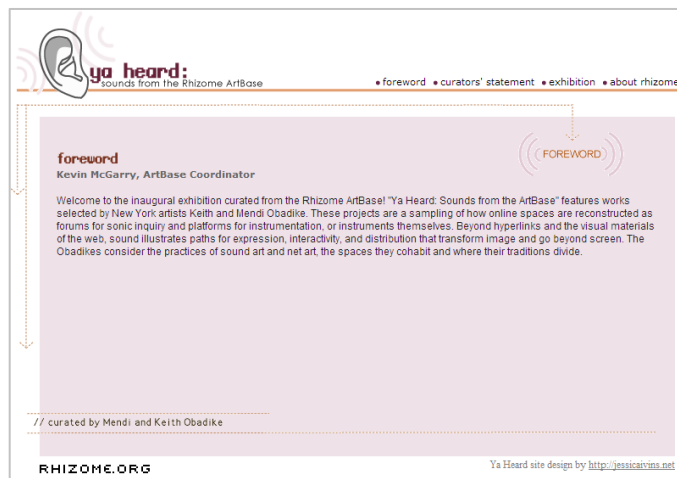 ya heard:
sounds from the Rhizome ArtBase
• foreword • curators' statement • exhibition • about rhizome
foreword
FOREWORD
Kevin McGarry, ArtBase Coordinator
Welcome to the inaugural exhibition curated from the Rhizome ArtBase! "Ya Heard: Sounds from the ArtBase" features works
selected by New York artists Keith and Mendi Obadike. These projects are a sampling of how online spaces are reconstructed as
forums for sonic inquiry and platforms for instrumentation, or instruments themselves. Beyond hyperlinks and the visual materials
of the web, sound illustrates paths for expression, interactivity, and distribution that transform image and go beyond screen. The
Obadikes consider the practices of sound art and net art, the spaces they cohabit and where their traditions divide.
// curated by Mendi and Keith Obadike
RHIZOME.ORG
Ya Heard site design by http://jessicaivins.net